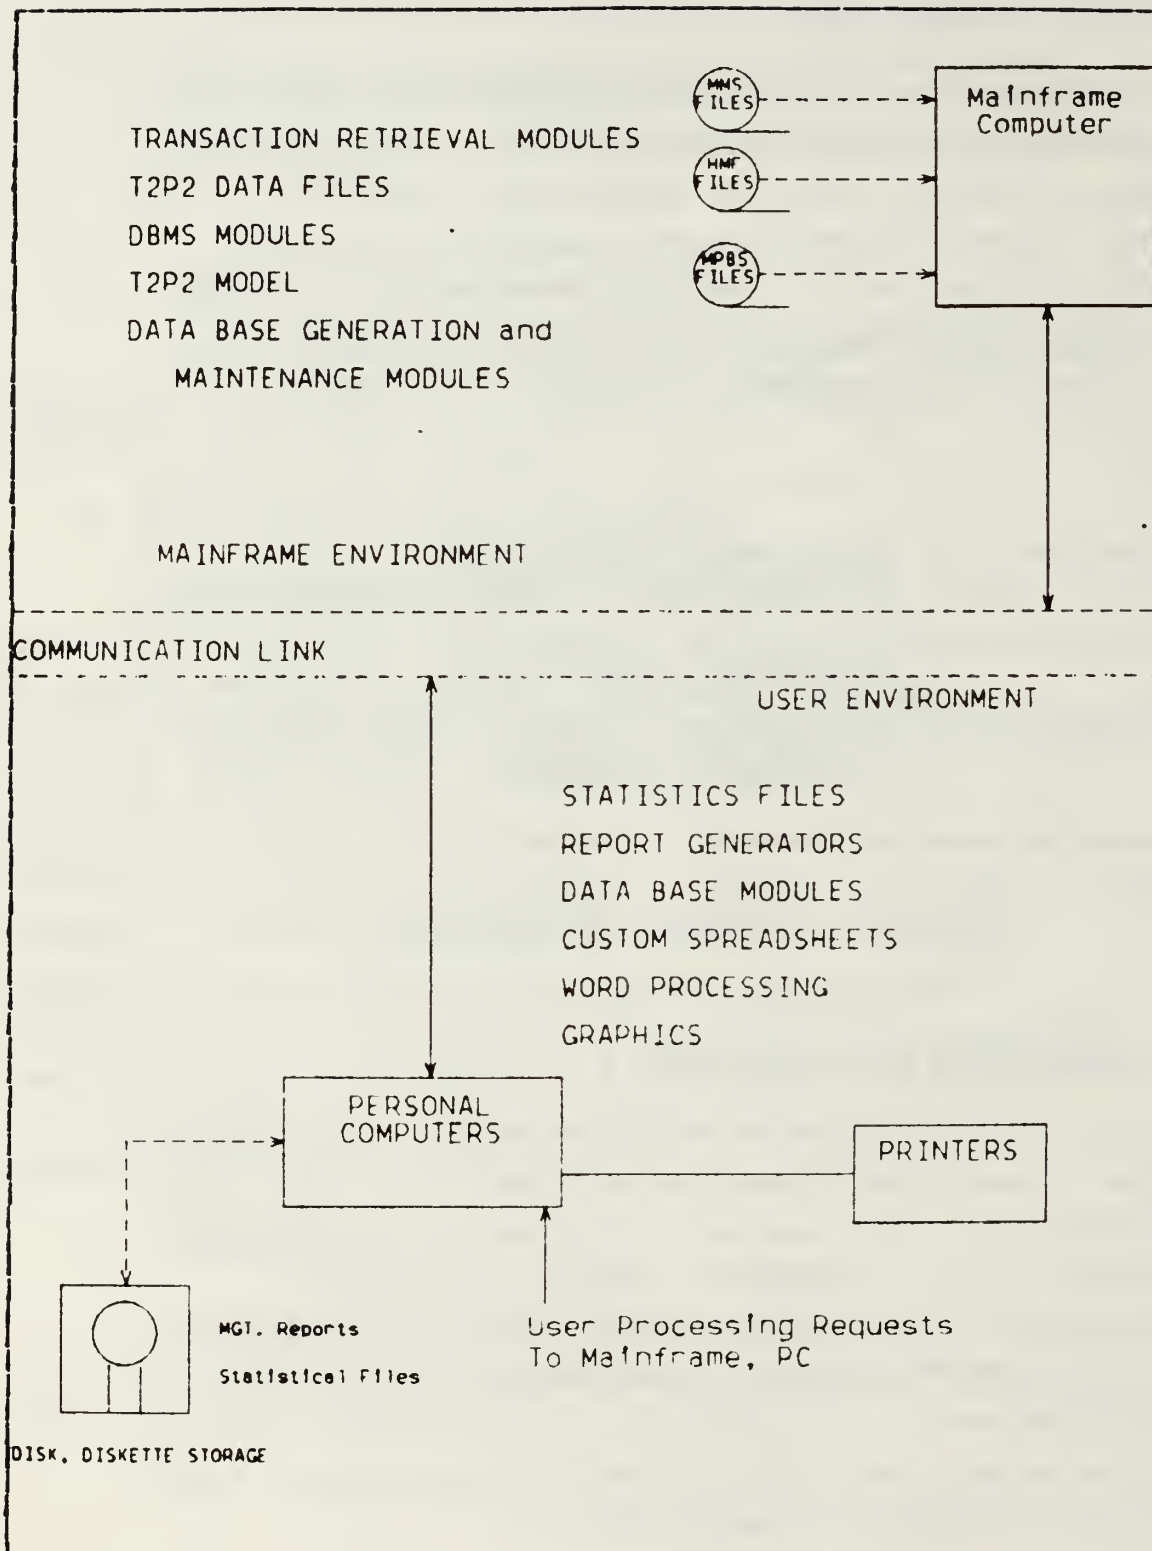 MMS
FILES
Mainframe
Computer
TRANSACTION RETRIEVAL MODULES
HMF
FILES
T2P2 DATA FILES
DBMS MODULES
MPBS
FILES
T2P2 MODEL
DATA BASE GENERATION and
MAINTENANCE MODULES
MAINFRAME ENVIRONMENT
COMMUNICATION LINK
USER ENVIRONMENT
STATISTICS FILES
REPORT GENERATORS
DATA BASE MODULES
CUSTOM SPREADSHEETS
WORD PROCESSING
GRAPHICS
PERSONAL
COMPUTERS
PRINTERS
MGT. Reports
Statistical Files
User Processing Requests
To Mainframe, PC
DISK, DISKETTE STORAGE